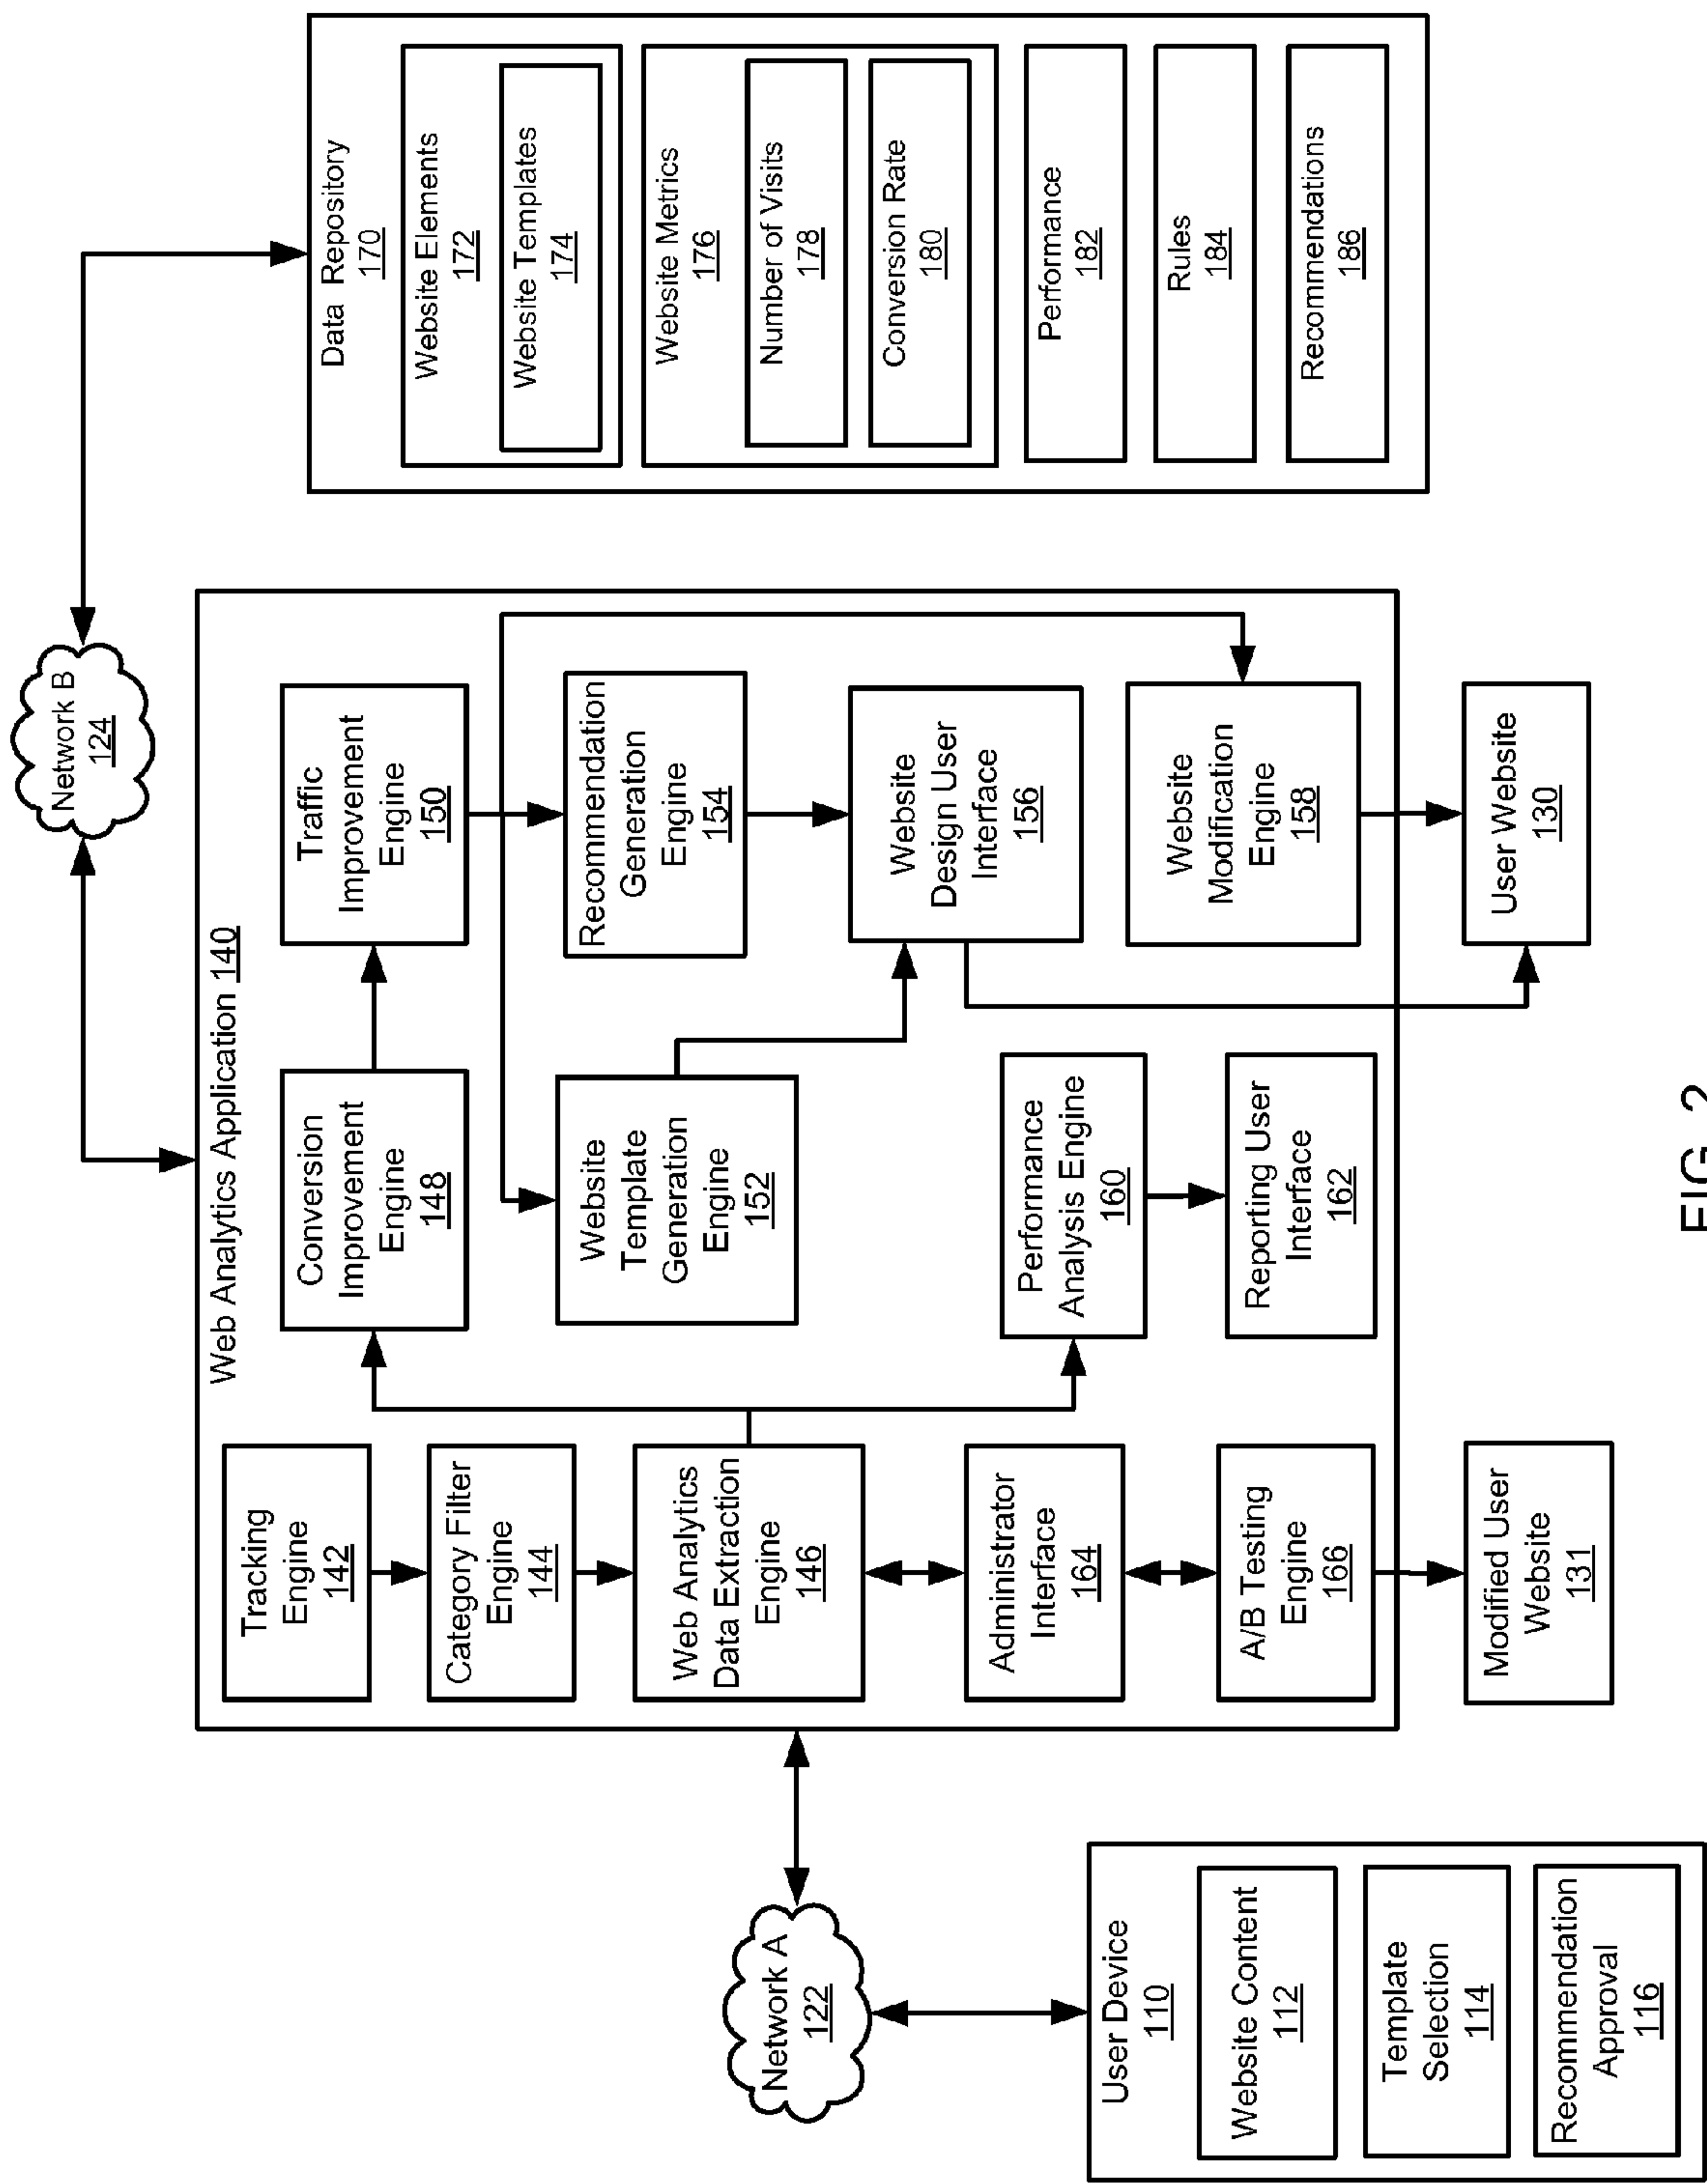 Network B
124
Web Analytics Application 140
Tracking
Engine
142
Category Filter
Engine
144
Web Analytics
Data Extraction
Engine
146
Administrator
Interface
164
A/B Testing
Engine
166
Modified User
Website
131
Conversion
Improvement
Engine
148
Traffic
Improvement
Engine
150
Website
Template
Generation
Engine
152
Recommendation
Generation
Engine
154
Website
Design User
Interface
156
Website
Modification
Engine
158
Performance
Analysis Engine
160
Reporting User
Interface
162
User Website
130
Network A
122
User Device
110
Website Content
112
Template
Selection
114
Recommendation
Approval
116
Data Repository
170
Website Elements
172
Website Templates
174
Website Metrics
176
Number of Visits
178
Conversion Rate
180
Performance
182
Rules
184
Recommendations
186
FIG. 2